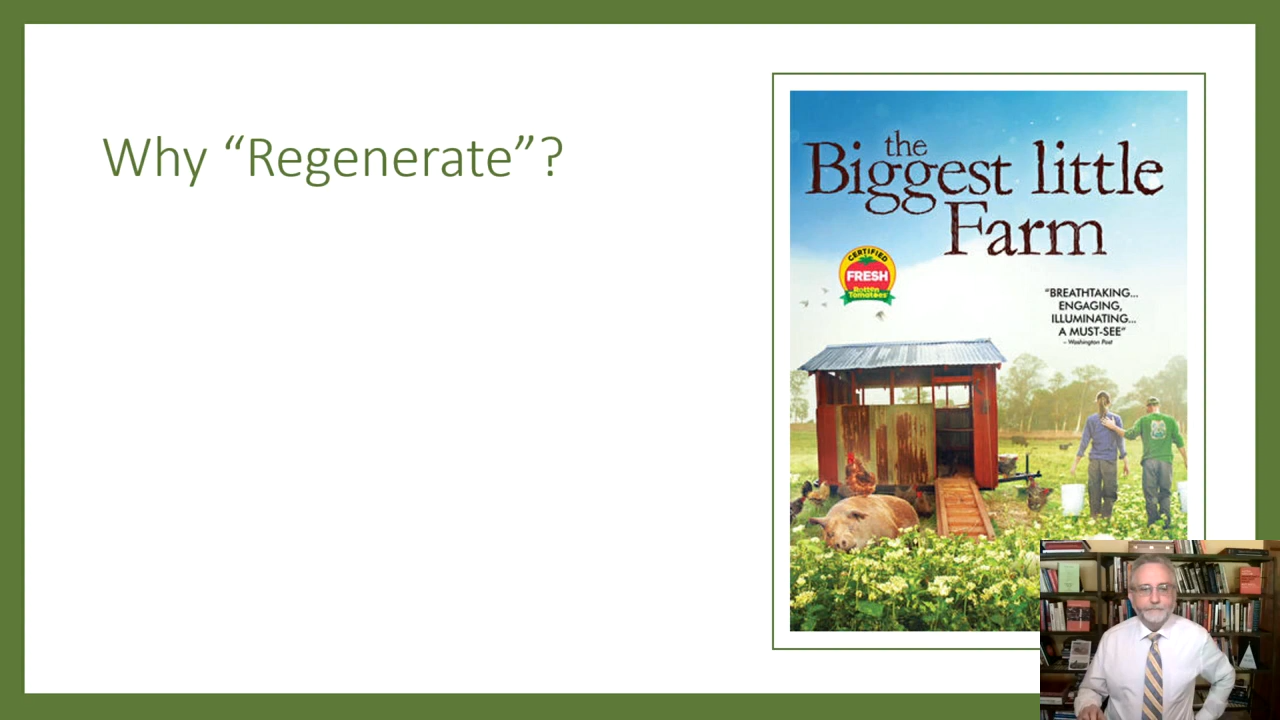 Why “Regenerate”?
the
Biggest little
Farm
CERTIFIED
FRESH
Rotten
Tomatoes
“BREATHTAKING...
ENGAGING,
ILLUMINATING...
A MUST-SEE”
– Washington Post